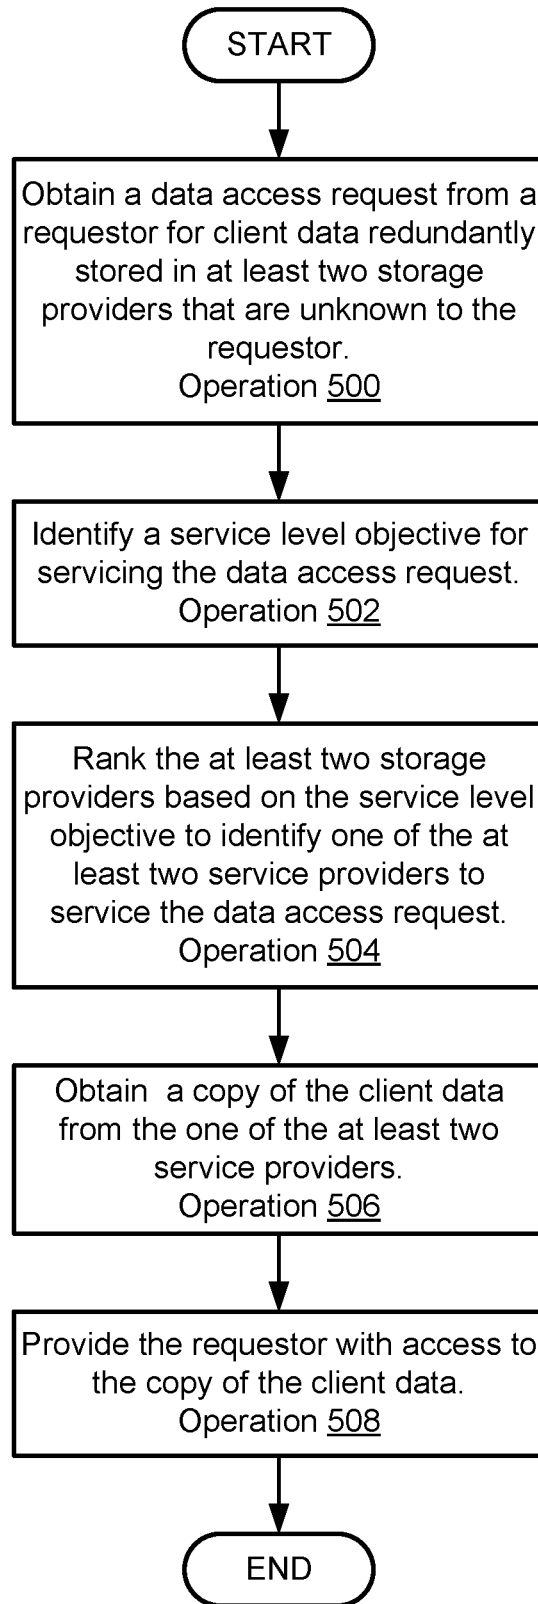 START
Obtain a data access request from a
requestor for client data redundantly
stored in at least two storage
providers that are unknown to the
requestor.
Operation 500
Identify a service level objective for
servicing the data access request.
Operation 502
Rank the at least two storage
providers based on the service level
objective to identify one of the at
least two service providers to
service the data access request.
Operation 504
Obtain  a copy of the client data
from the one of the at least two
service providers.
Operation 506
Provide the requestor with access to
the copy of the client data.
Operation 508
END